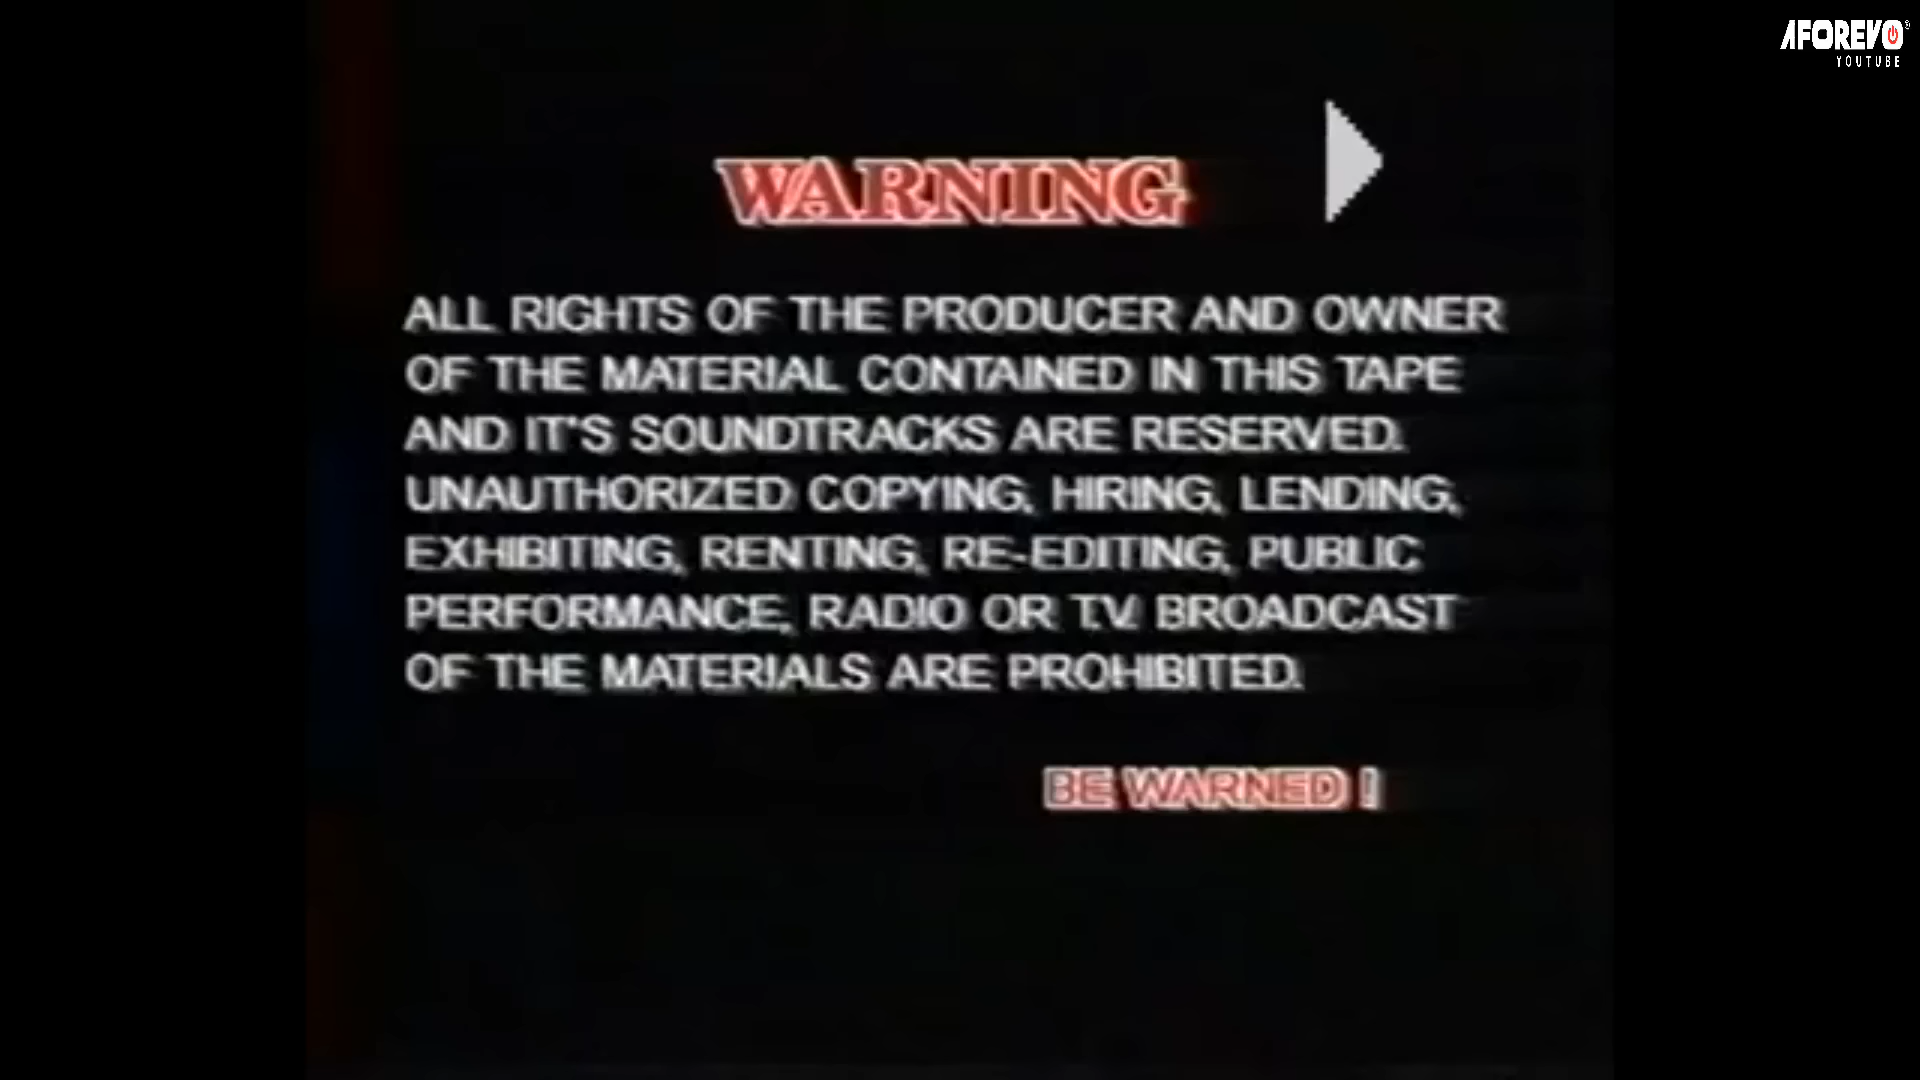 AFOREVO
YOUTUBE
WARNING
ALL RIGHTS OF THE PRODUCER AND OWNER
OF THE MATERIAL CONTAINED IN THIS TAPE
AND IT'S SOUNDTRACKS ARE RESERVED.
UNAUTHORIZED COPYING, HIRING, LENDING,
EXHIBITING, RENTING, RE-EDITING, PUBLIC
PERFORMANCE, RADIO OR T.V. BROADCAST
OF THE MATERIALS ARE PROHIBITED.
BE WARNED !